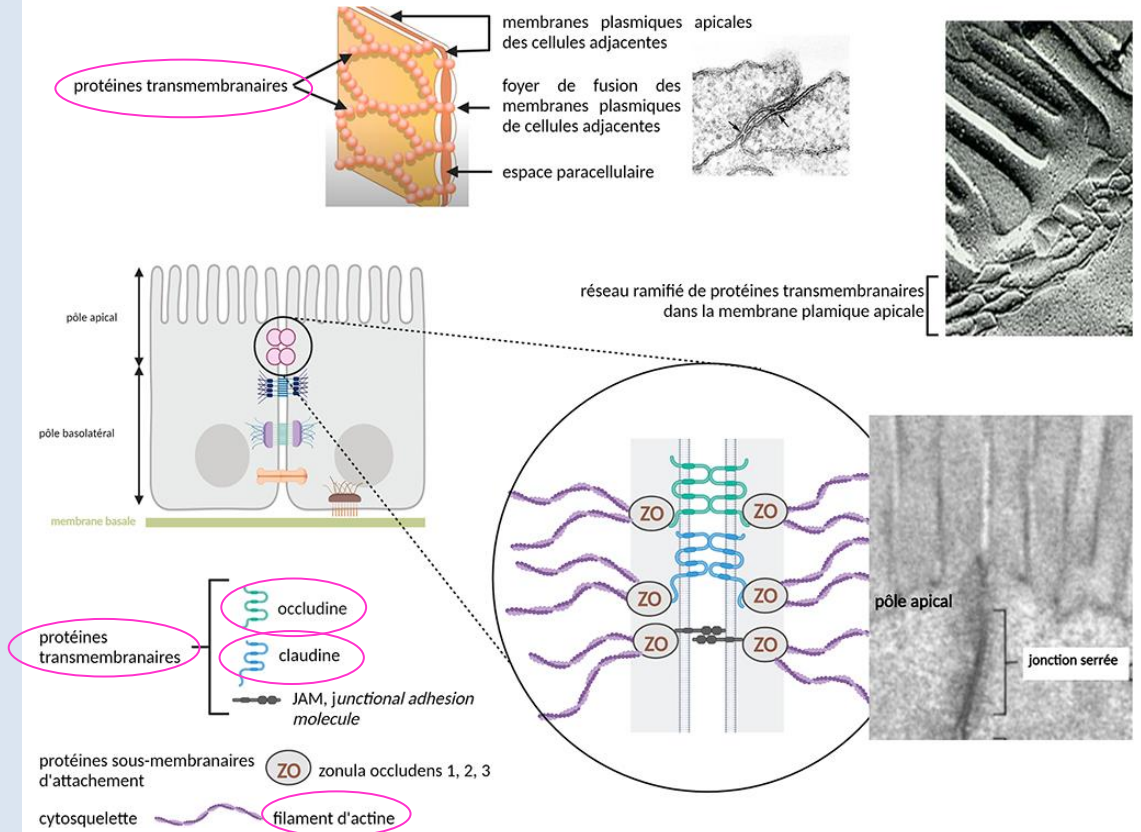 membranes plasmiques apicales
des cellules adjacentes
protéines transmembranaires
foyer de fusion des
membranes plasmiques
de cellules adjacentes
espace paracellulaire
réseau ramifié de protéines transmembranaires
dans la membrane plamique apicale
pôle apical
pôle basolatéral
membrane basale
ZO
ZO
ZO
ZO
ZO
ZO
pôle apical
jonction serrée
protéines
transmembranaires
occludine
claudine
JAM, junctional adhesion
molecule
protéines sous-membranaires
d'attachement
ZO
zonula occludens 1, 2, 3
cytosquelette
filament d'actine